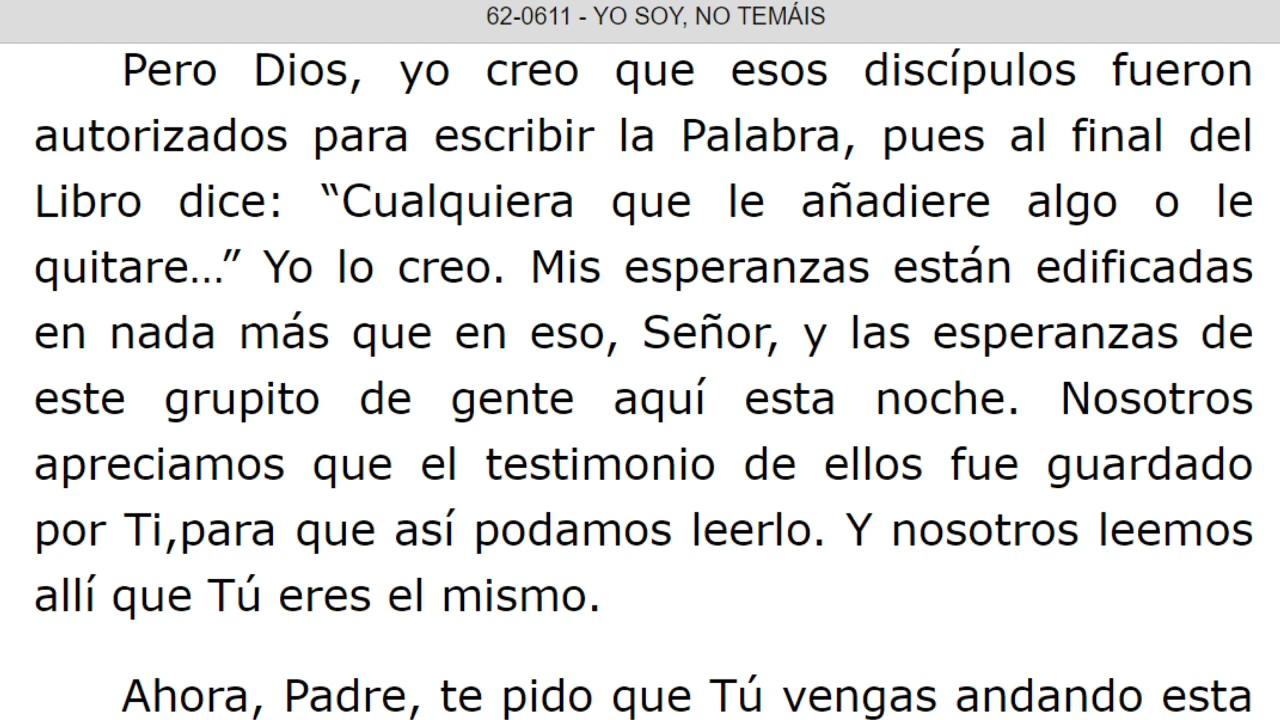 62-0611 - YO SOY, NO TEMÁIS
Pero Dios, yo creo que esos discípulos fueron
autorizados para escribir la Palabra, pues al final del
Libro dice: “Cualquiera que le añadiere algo o le
quitare…” Yo lo creo. Mis esperanzas están edificadas
en nada más que en eso, Señor, y las esperanzas de
este grupito de gente aquí esta noche. Nosotros
apreciamos que el testimonio de ellos fue guardado
por Ti,para que así podamos leerlo. Y nosotros leemos
allí que Tú eres el mismo.
Ahora, Padre, te pido que Tú vengas andando esta